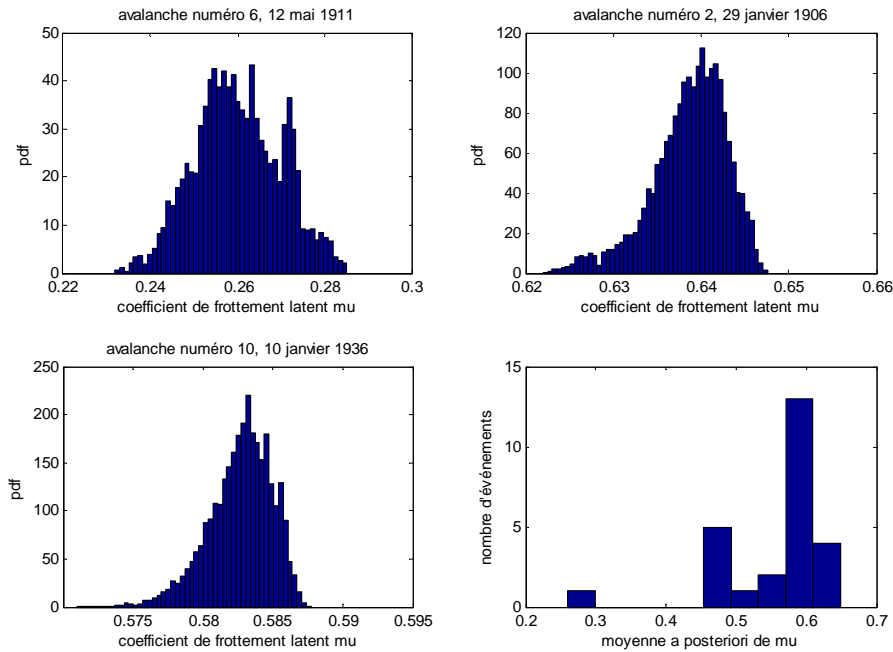 avalanche numéro 6, 12 mai 1911
50
40
30
20
10
0
pdf
0.22 0.24 0.26 0.28 0.3
coefficient de frottement latent mu
avalanche numéro 2, 29 janvier 1906
120
100
80
60
40
20
0
pdf
0.62 0.63 0.64 0.65 0.66
coefficient de frottement latent mu
avalanche numéro 10, 10 janvier 1936
250
200
150
100
50
0
pdf
0.575 0.58 0.585 0.59 0.595
coefficient de frottement latent mu
15
10
5
0
nombre d'événements
0.2 0.3 0.4 0.5 0.6 0.7
moyenne a posteriori de mu